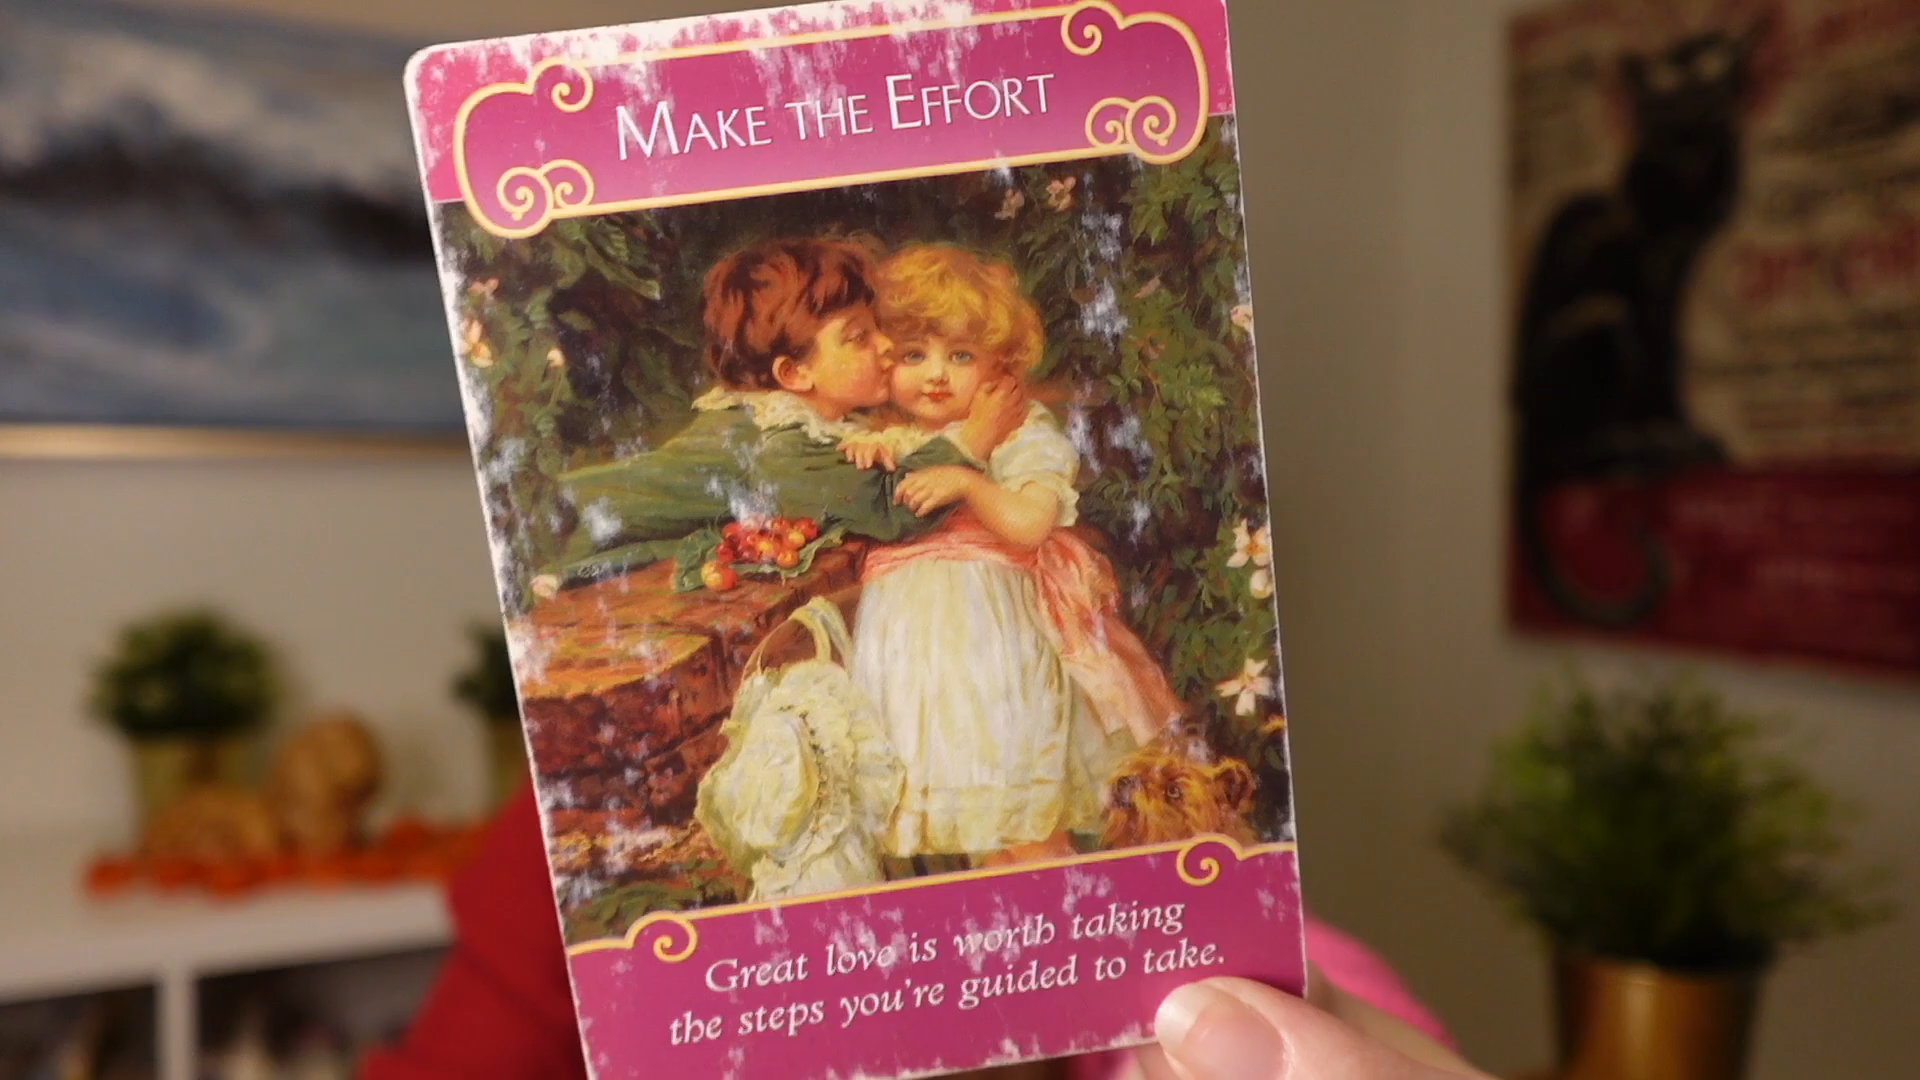 MAKE THE EFFORT
Great love is worth taking
the steps you're guided to take.